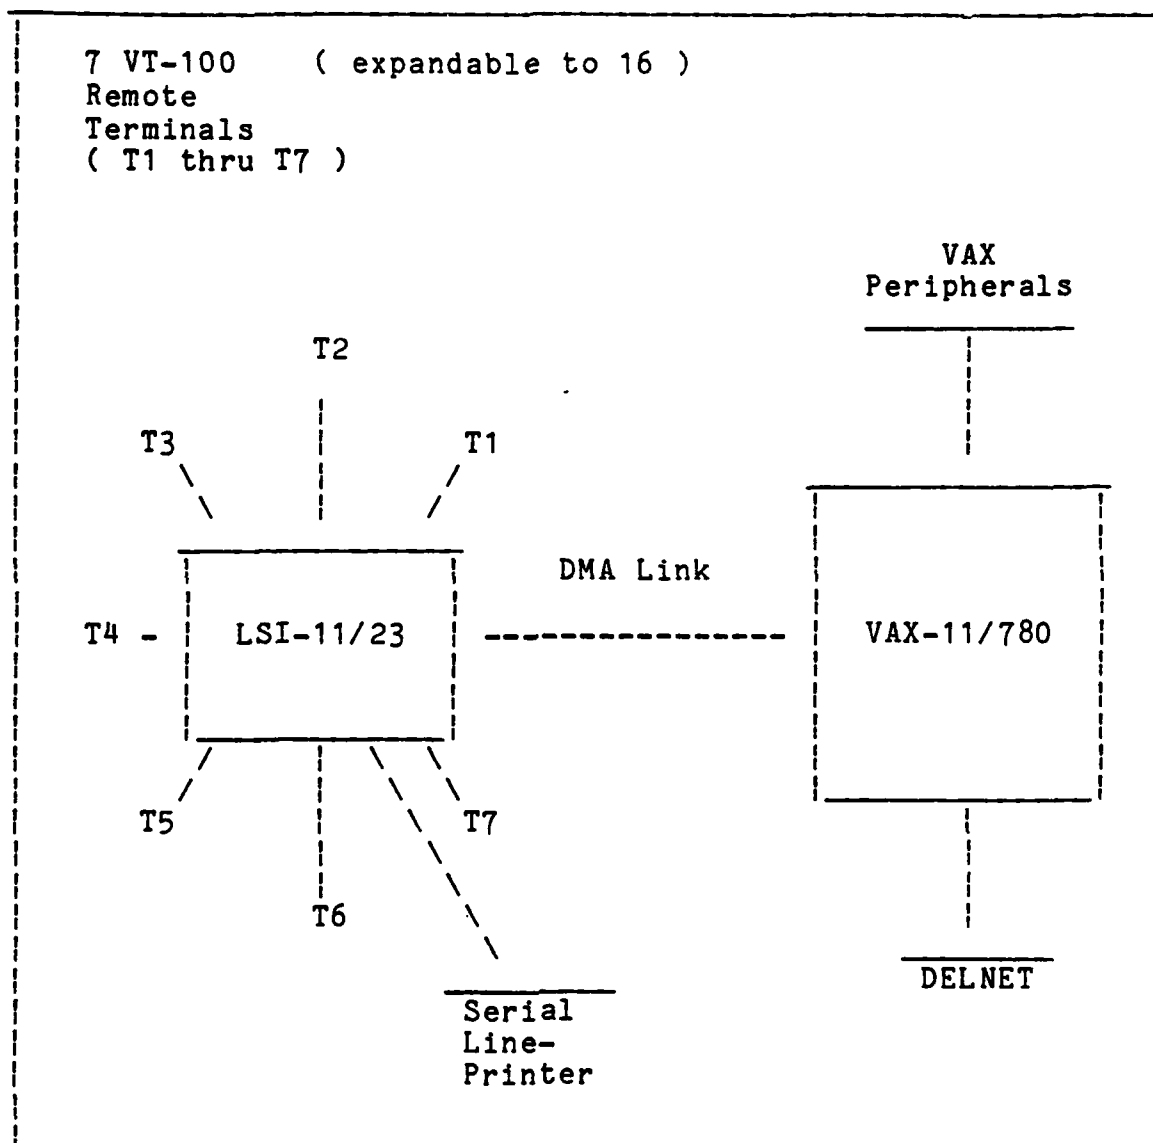 7 VT-100 ( expandable to 16 )
Remote
Terminals
( T1 thru T7 )
VAX
Peripherals
T2
T3
T1
DMA Link
T4
LSI-11/23
VAX-11/780
T5
T7
T6
DELNET
Serial
Line-
Printer